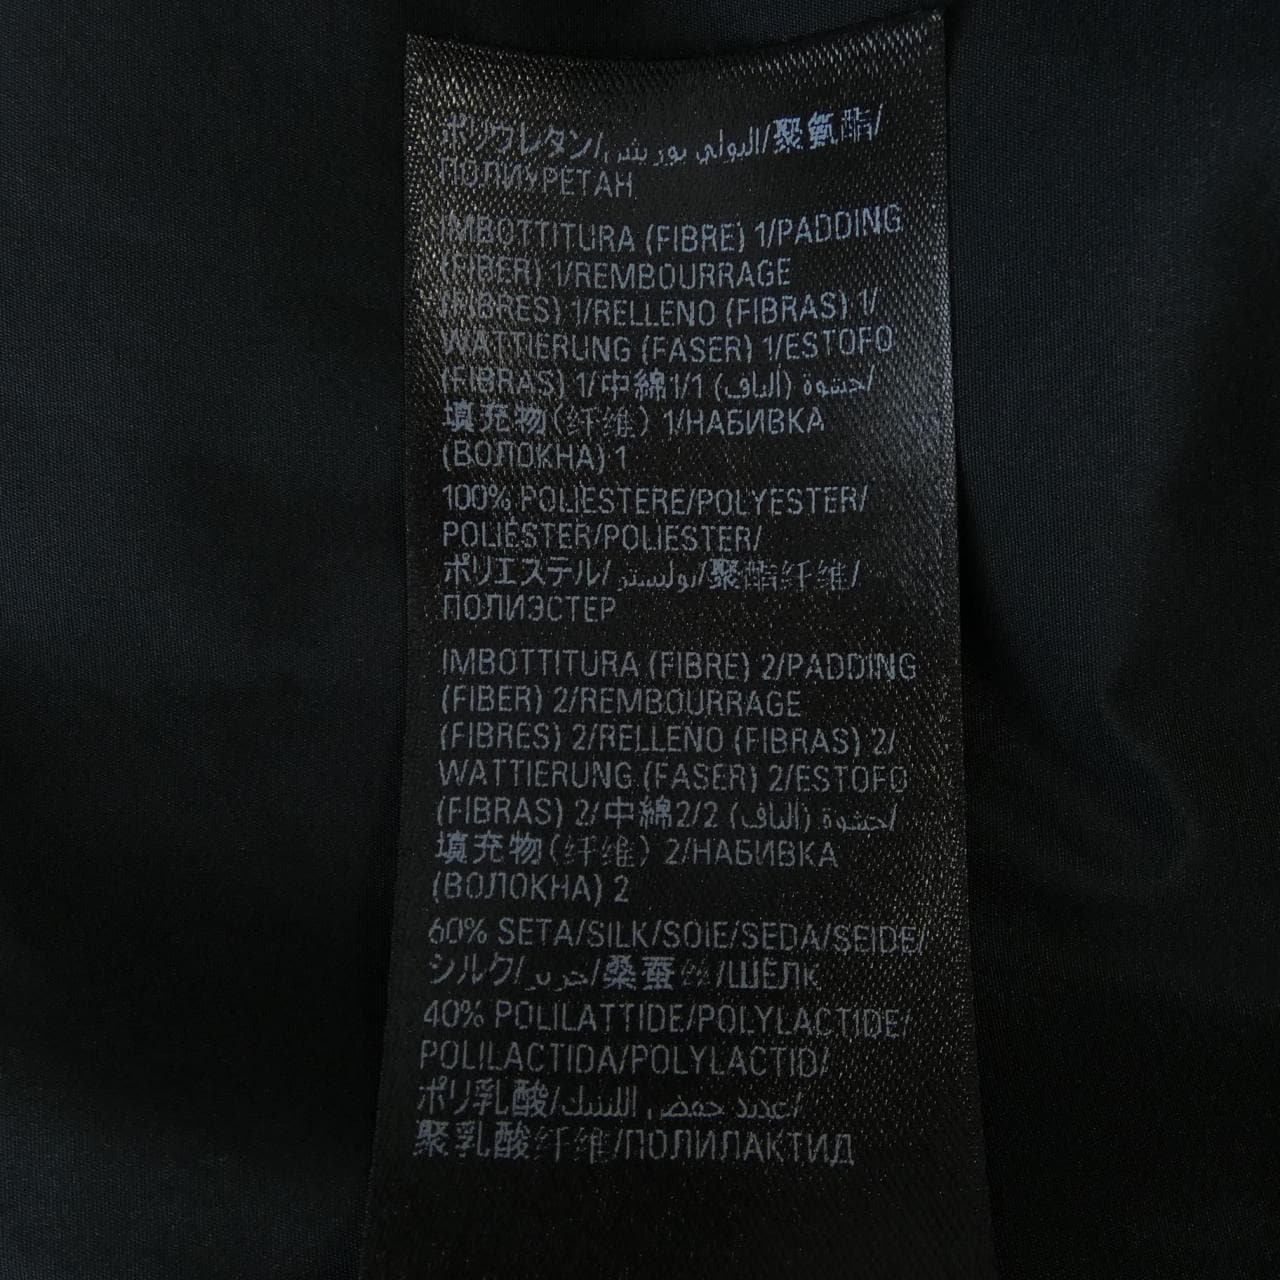 ポリウレタン/البولي يوريثين/聚氨酯/
ПОЛИУРЕТАН
IMBOTTITURA (FIBRE) 1/PADDING
(FIBER) 1/REMBOURRAGE
(FIBRES) 1/RELLENO (FIBRAS) 1/
WATTIERUNG (FASER) 1/ESTOFO
(FIBRAS) 1/中綿1/1 (ألياف) حشوة/
填充物(纤维) 1/НАБИВКА
(ВОЛОКНА) 1
100% POLIESTERE/POLYESTER/
POLIÉSTER/POLIESTER/
ポリエステル/بوليستر/聚酯纤维/
ПОЛИЭСТЕР
IMBOTTITURA (FIBRE) 2/PADDING
(FIBER) 2/REMBOURRAGE
(FIBRES) 2/RELLENO (FIBRAS) 2/
WATTIERUNG (FASER) 2/ESTOFO
(FIBRAS) 2/中綿2/2 (ألياف) حشوة/
填充物(纤维) 2/НАБИВКА
(ВОЛОКНА) 2
60% SETA/SILK/SOIE/SEDA/SEIDE/
シルク/حرير/桑蚕丝/ШЁЛК
40% POLILATTIDE/POLYLACTIDE/
POLILACTIDA/POLYLACTID/
ポリ乳酸/عديد حمض اللبنيك/
聚乳酸纤维/ПОЛИЛАКТИД